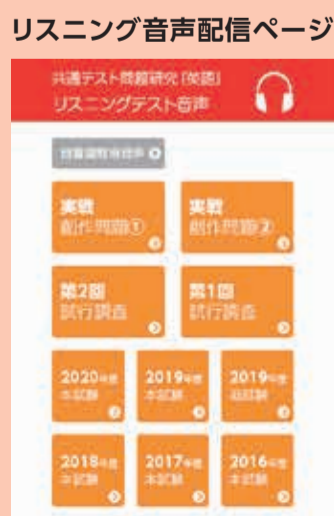 リスニング音声配信ページ
共通テスト問題研究「英語」
リスニングテスト音声
実戦
創作問題①
実戦
創作問題②
第2回
試行調査
第1回
試行調査
2020年度
本試験
2019年度
本試験
2019年度
追試験
2018年度
本試験
2017年度
本試験
2016年度
本試験